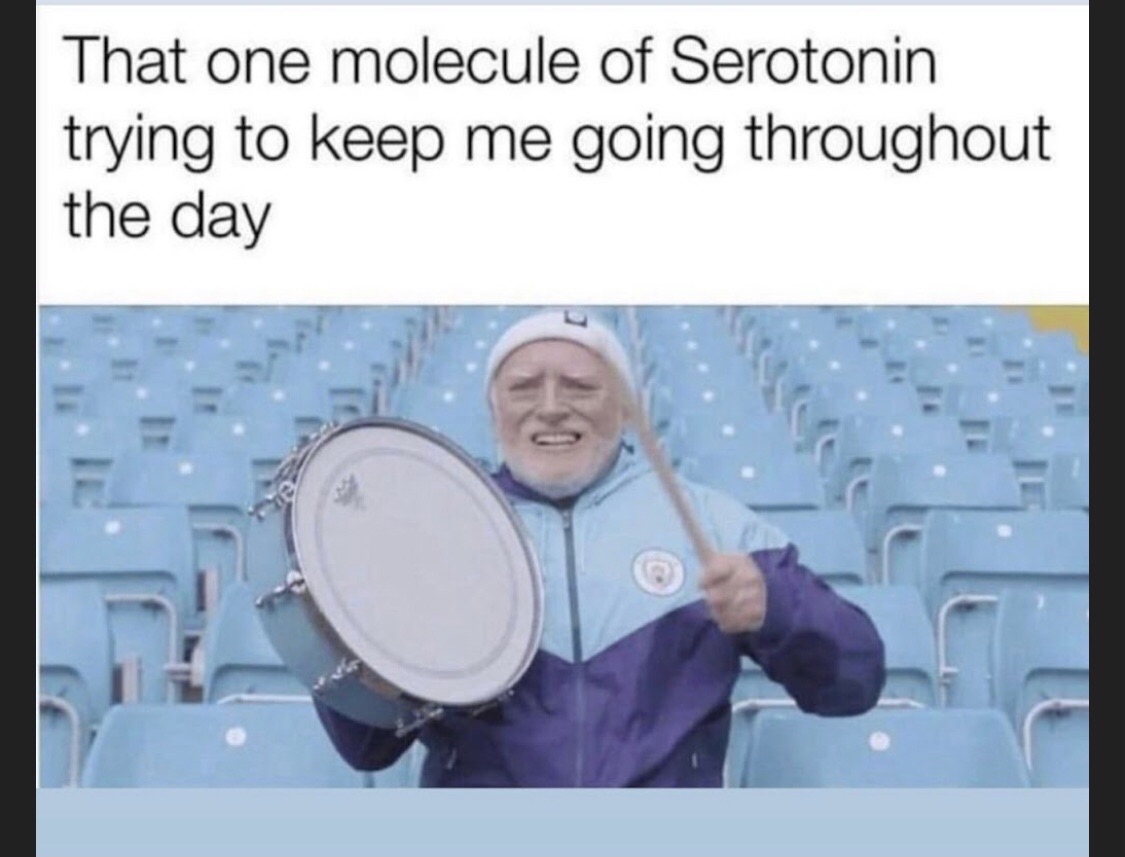 That one molecule of Serotonin
trying to keep me going throughout
the day